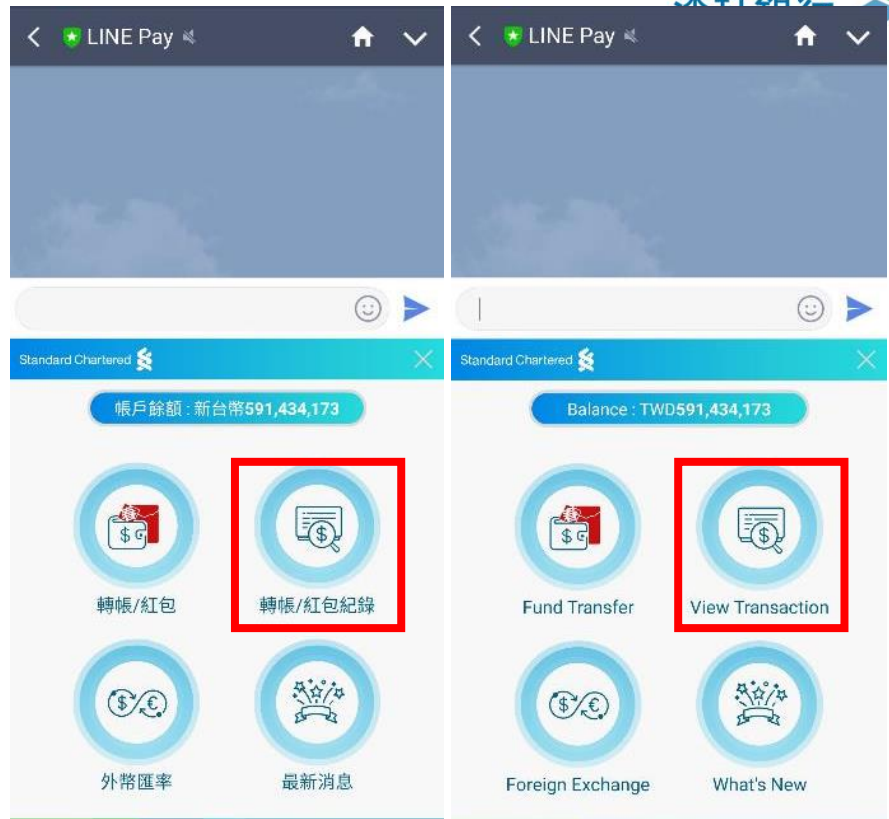 LINE Pay
Standard Chartered
帳戶餘額 : 新台幣591,434,173
轉帳/紅包
轉帳/紅包紀錄
外幣匯率
最新消息
LINE Pay
Standard Chartered
Balance : TWD591,434,173
Fund Transfer
View Transaction
Foreign Exchange
What's New